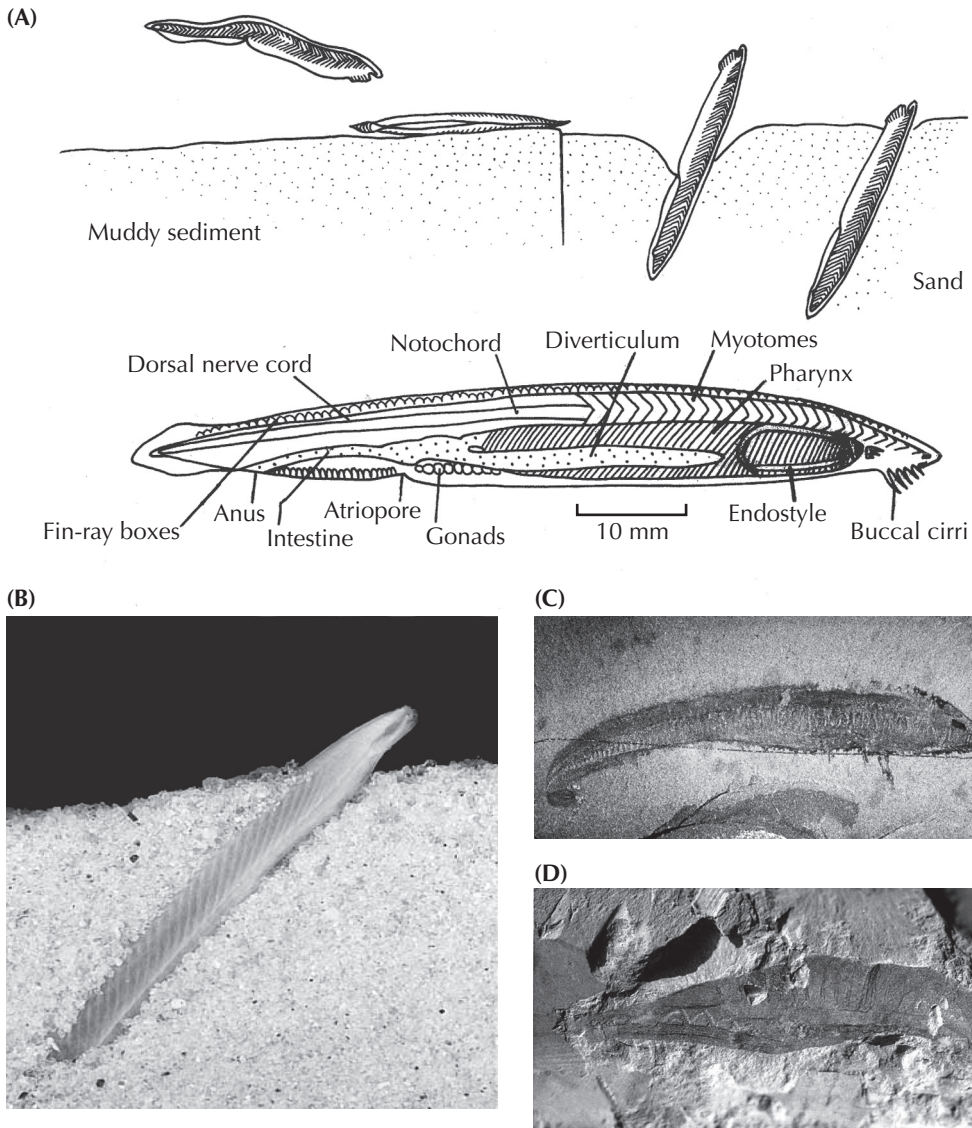 (A)
Muddy sediment
Sand
Notochord
Diverticulum
Myotomes
Dorsal nerve cord
Pharynx
Fin-ray boxes
Anus
Intestine
Atriopore
Gonads
10 mm
Endostyle
Buccal cirri
(B)
(C)
(D)